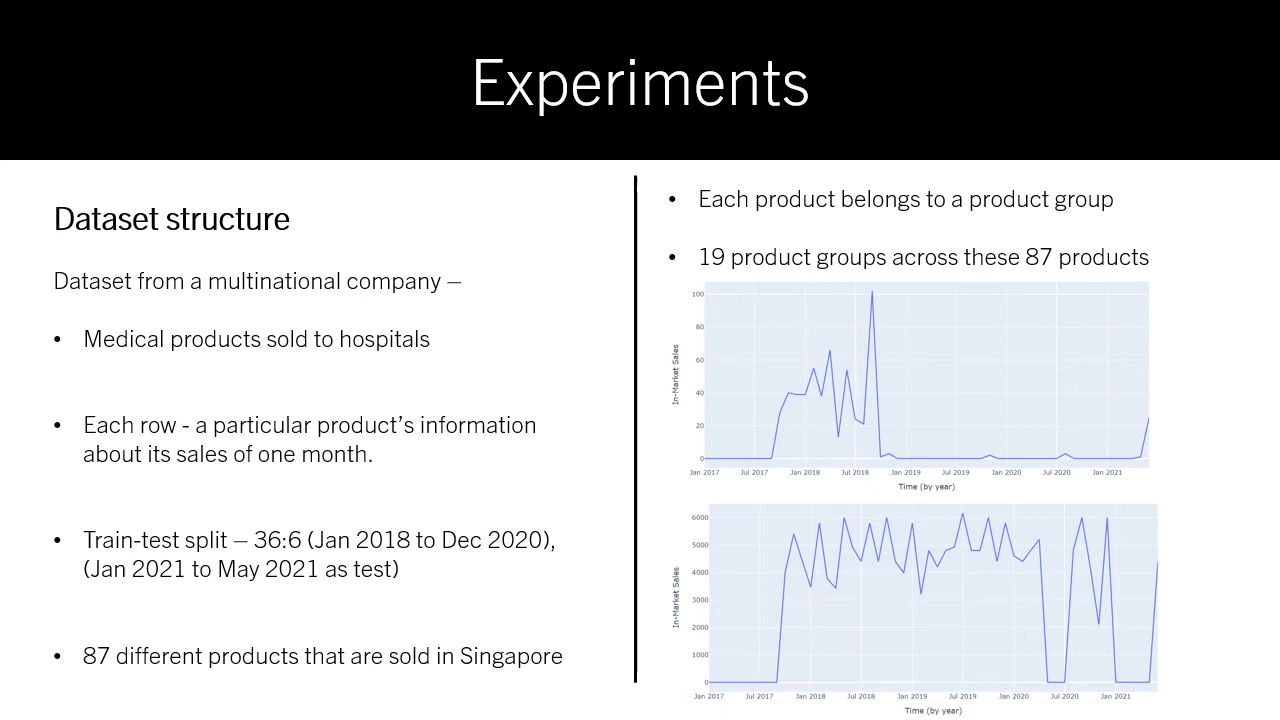 Experiments
Dataset structure
Dataset from a multinational company –
• Medical products sold to hospitals
• Each row - a particular product's information
about its sales of one month.
• Train-test split – 36:6 (Jan 2018 to Dec 2020),
(Jan 2021 to May 2021 as test)
• 87 different products that are sold in Singapore
• Each product belongs to a product group
• 19 product groups across these 87 products
100
80
60
40
20
0
In-Market Sales
Jan 2017 Jul 2017 Jan 2018 Jul 2018 Jan 2019 Jul 2019 Jan 2020 Jul 2020 Jan 2021
Time (by year)
6000
5000
4000
3000
2000
1000
0
In-Market Sales
Jan 2017 Jul 2017 Jan 2018 Jul 2018 Jan 2019 Jul 2019 Jan 2020 Jul 2020 Jan 2021
Time (by year)